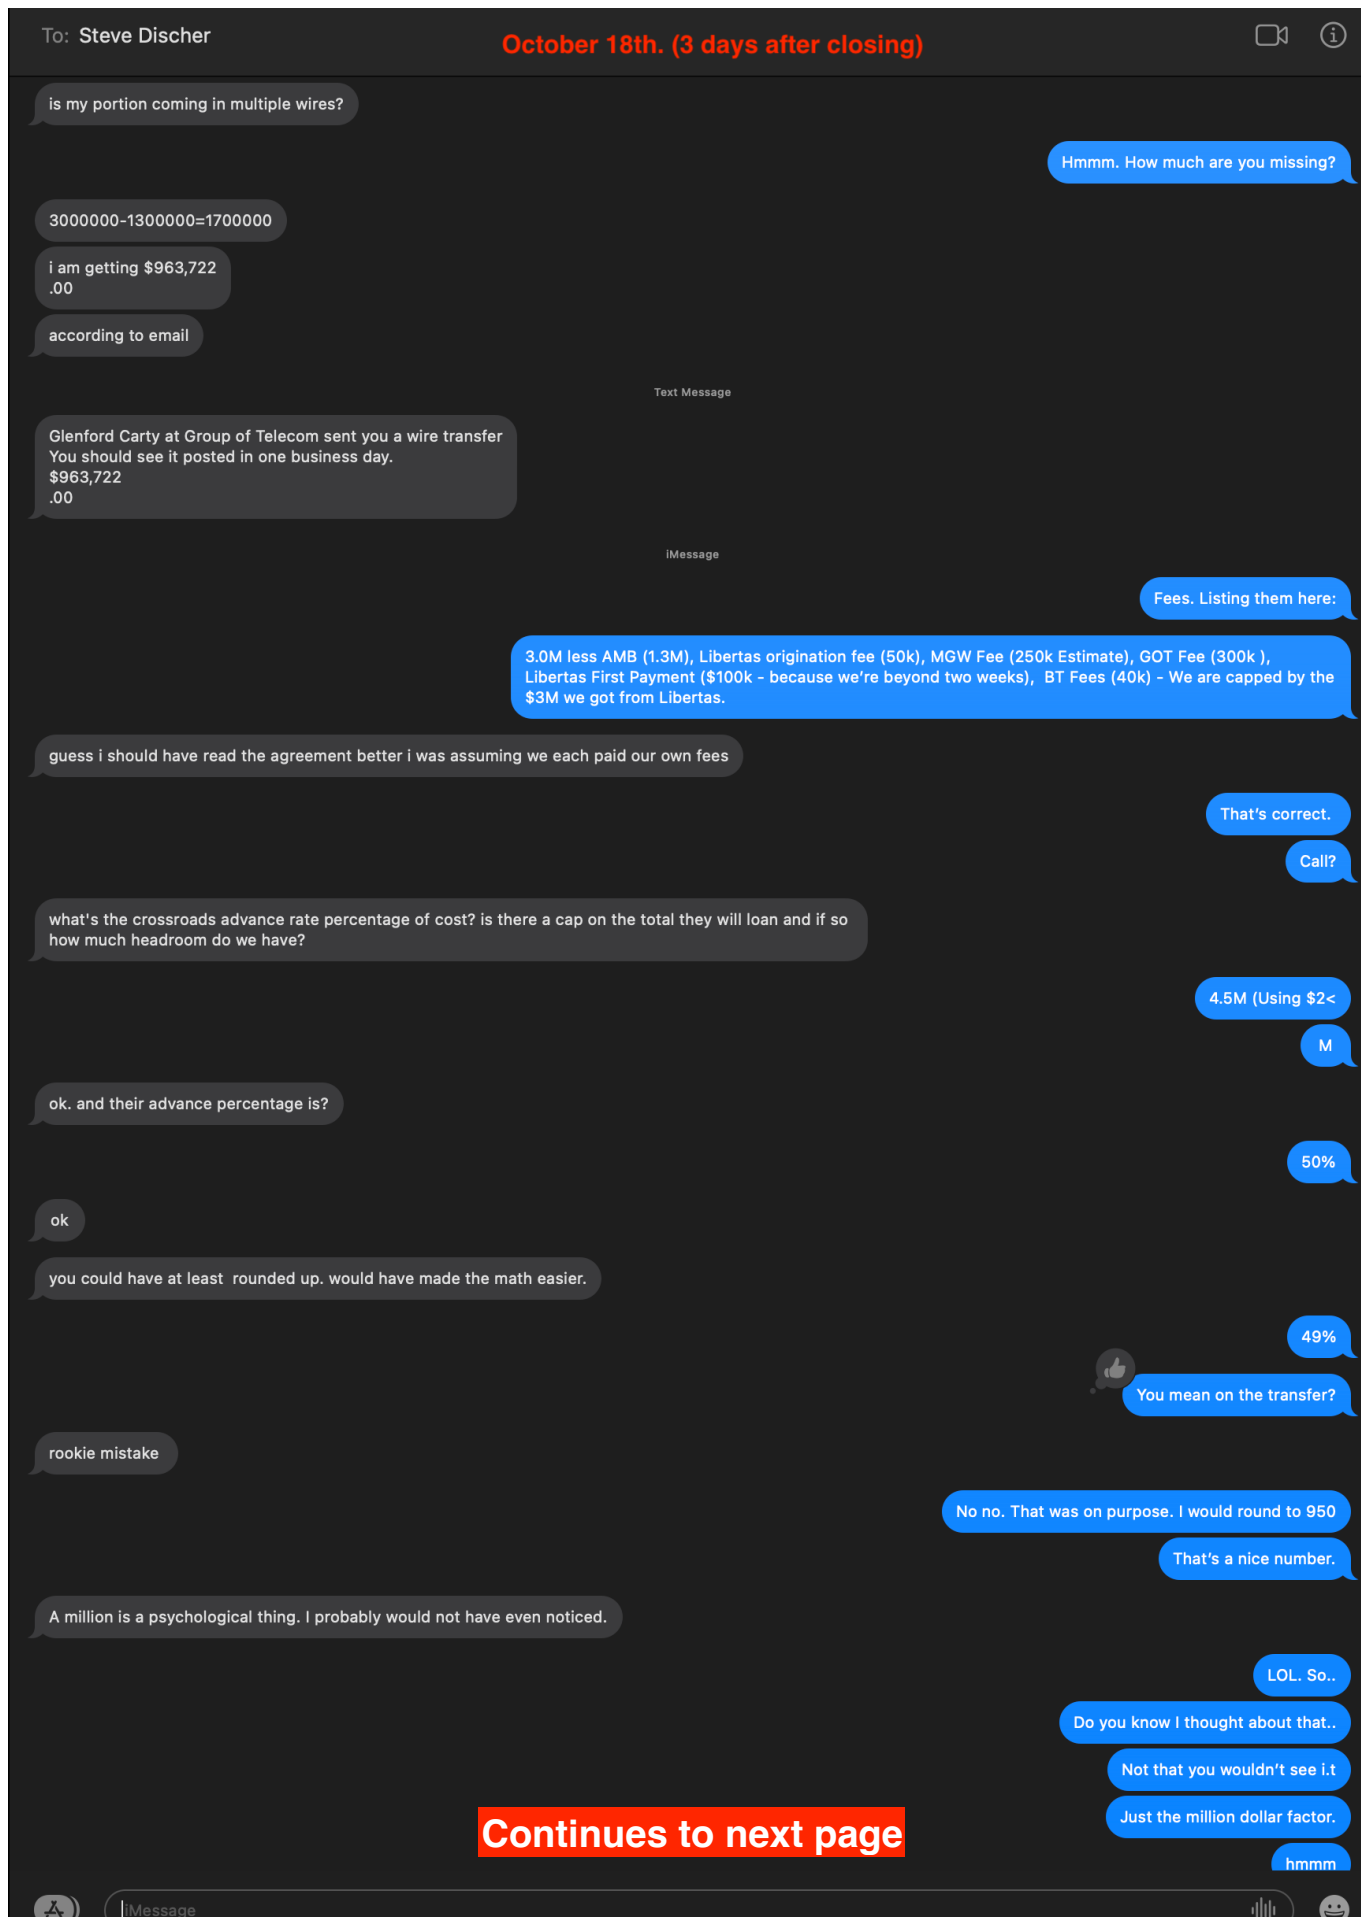 To: Steve Discher
October 18th. (3 days after closing)
is my portion coming in multiple wires?
Hmmm. How much are you missing?
3000000-1300000=1700000
i am getting $963,722
.00
according to email
Text Message
Glenford Carty at Group of Telecom sent you a wire transfer
You should see it posted in one business day.
$963,722
.00
iMessage
Fees. Listing them here:
3.0M less AMB (1.3M), Libertas origination fee (50k), MGW Fee (250k Estimate), GOT Fee (300k ),
Libertas First Payment ($100k - because we're beyond two weeks),  BT Fees (40k) - We are capped by the
$3M we got from Libertas.
guess i should have read the agreement better i was assuming we each paid our own fees
That's correct.
Call?
what's the crossroads advance rate percentage of cost? is there a cap on the total they will loan and if so
how much headroom do we have?
4.5M (Using $2<
M
ok. and their advance percentage is?
50%
ok
you could have at least  rounded up. would have made the math easier.
49%
You mean on the transfer?
rookie mistake
No no. That was on purpose. I would round to 950
That's a nice number.
A million is a psychological thing. I probably would not have even noticed.
LOL. So..
Do you know I thought about that..
Not that you wouldn't see i.t
Just the million dollar factor.
Continues to next page
hmmm
iMessage